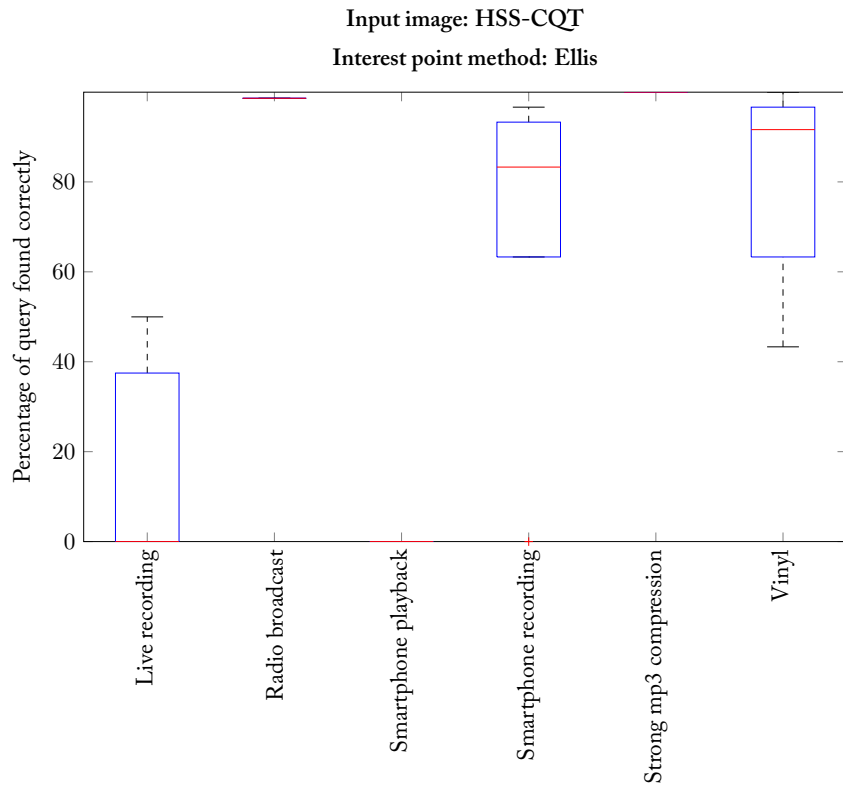 Input image: HSS-CQT
Interest point method: Ellis
Percentage of query found correctly
80
60
40
20
0
Live recording
Radio broadcast
Smartphone playback
Smartphone recording
Strong mp3 compression
Vinyl